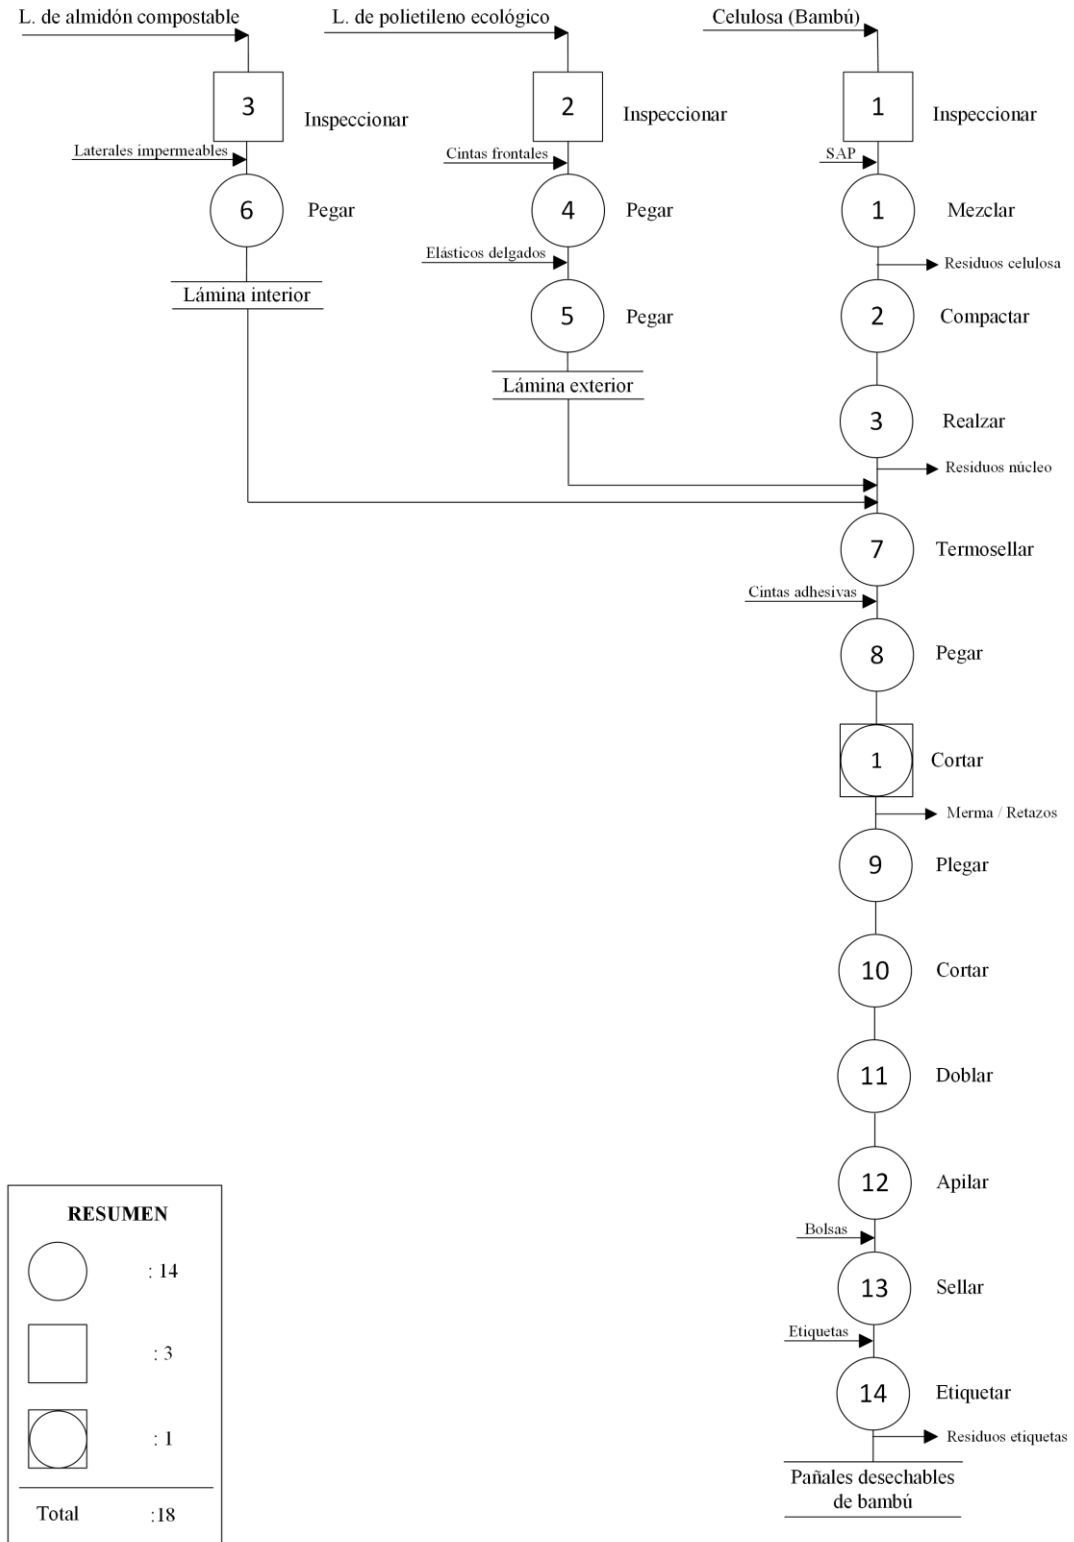 L. de almidón compostable
L. de polietileno ecológico
Celulosa (Bambú)
3
Inspeccionar
2
Inspeccionar
1
Inspeccionar
Laterales impermeables
Cintas frontales
SAP
6
Pegar
4
Pegar
1
Mezclar
Elásticos delgados
Residuos celulosa
Lámina interior
5
Pegar
2
Compactar
Lámina exterior
3
Realzar
Residuos núcleo
7
Termosellar
Cintas adhesivas
8
Pegar
1
Cortar
Merma / Retazos
9
Plegar
10
Cortar
11
Doblar
12
Apilar
Bolsas
13
Sellar
Etiquetas
14
Etiquetar
Residuos etiquetas
Pañales desechables
de bambú
RESUMEN
: 14
: 3
: 1
Total :18